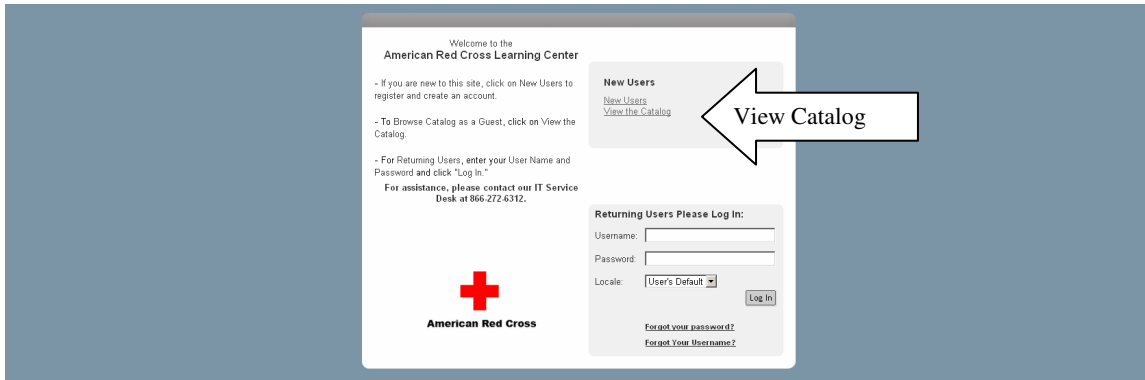 Welcome to the
American Red Cross Learning Center
- If you are new to this site, click on New Users to
register and create an account.
- To Browse Catalog as a Guest, click on View the
Catalog.
- For Returning Users, enter your User Name and
Password and click "Log In."
For assistance, please contact our IT Service
Desk at 866-272-6312.
American Red Cross
New Users
New Users
View the Catalog
View Catalog
Returning Users Please Log In:
Username:
Password:
Locale: User's Default
Log In
Forgot your password?
Forgot Your Username?